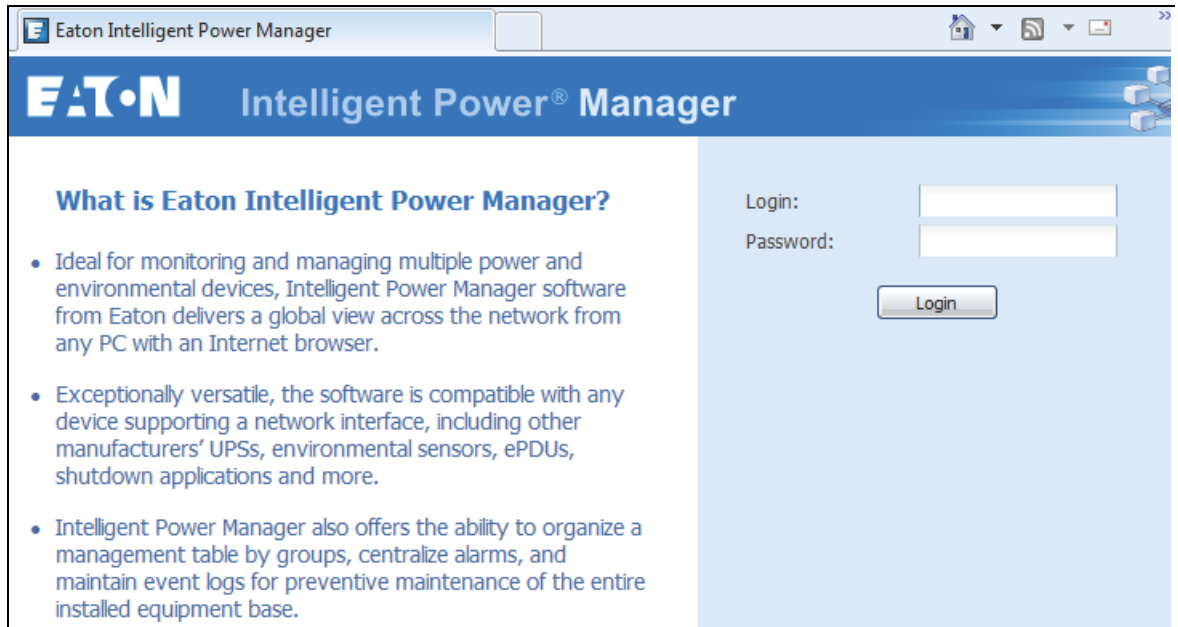 Eaton Intelligent Power Manager
»
EATON Intelligent Power® Manager
What is Eaton Intelligent Power Manager?
• Ideal for monitoring and managing multiple power and
environmental devices, Intelligent Power Manager software
from Eaton delivers a global view across the network from
any PC with an Internet browser.
• Exceptionally versatile, the software is compatible with any
device supporting a network interface, including other
manufacturers’ UPSs, environmental sensors, ePDUs,
shutdown applications and more.
• Intelligent Power Manager also offers the ability to organize a
management table by groups, centralize alarms, and
maintain event logs for preventive maintenance of the entire
installed equipment base.
Login:
Password:
Login